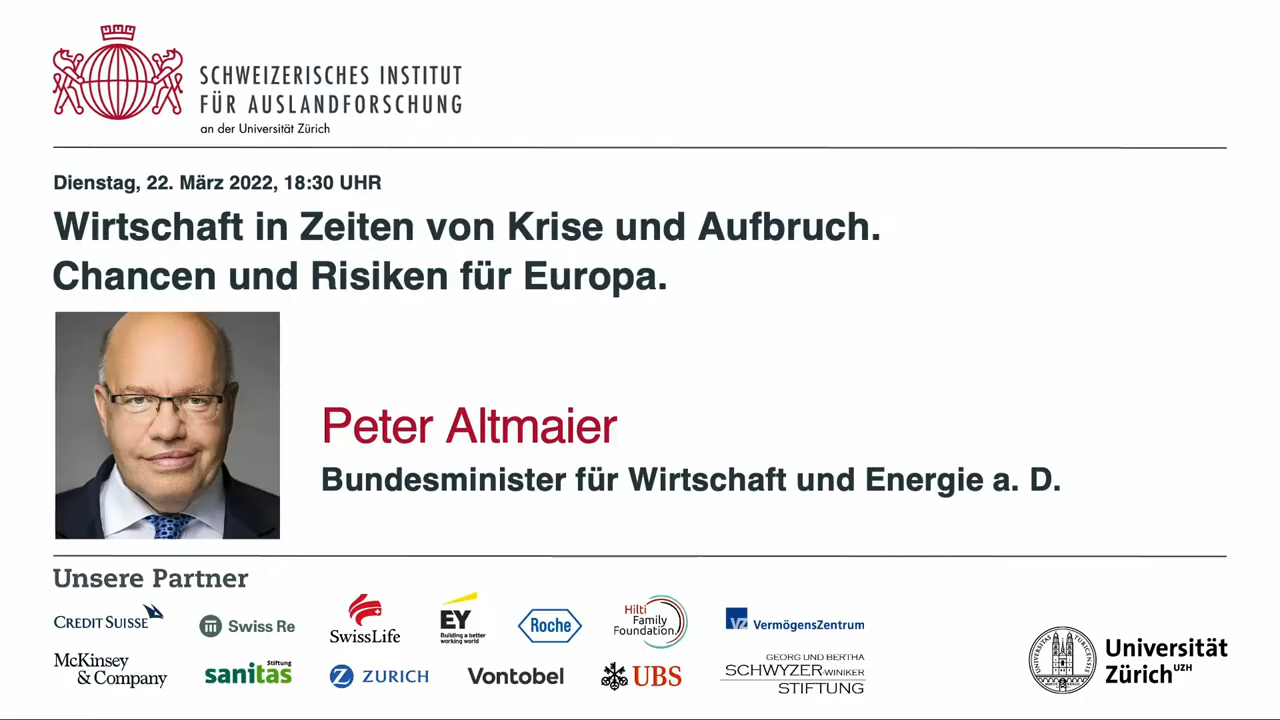 SCHWEIZERISCHES INSTITUT
FÜR AUSLANDFORSCHUNG
an der Universität Zürich
Dienstag, 22. März 2022, 18:30 UHR
Wirtschaft in Zeiten von Krise und Aufbruch.
Chancen und Risiken für Europa.
Peter Altmaier
Bundesminister für Wirtschaft und Energie a. D.
Unsere Partner
CREDIT SUISSE
Swiss Re
SwissLife
EY
Building a better
working world
Roche
Hilti
Family
Foundation.
VZ VermögensZentrum
McKinsey
& Company
Stiftung
sanitas
Z ZURICH
Vontobel
UBS
GEORG UND BERTHA
SCHWYZER-WINIKER
STIFTUNG
Universität
Zürich UZH